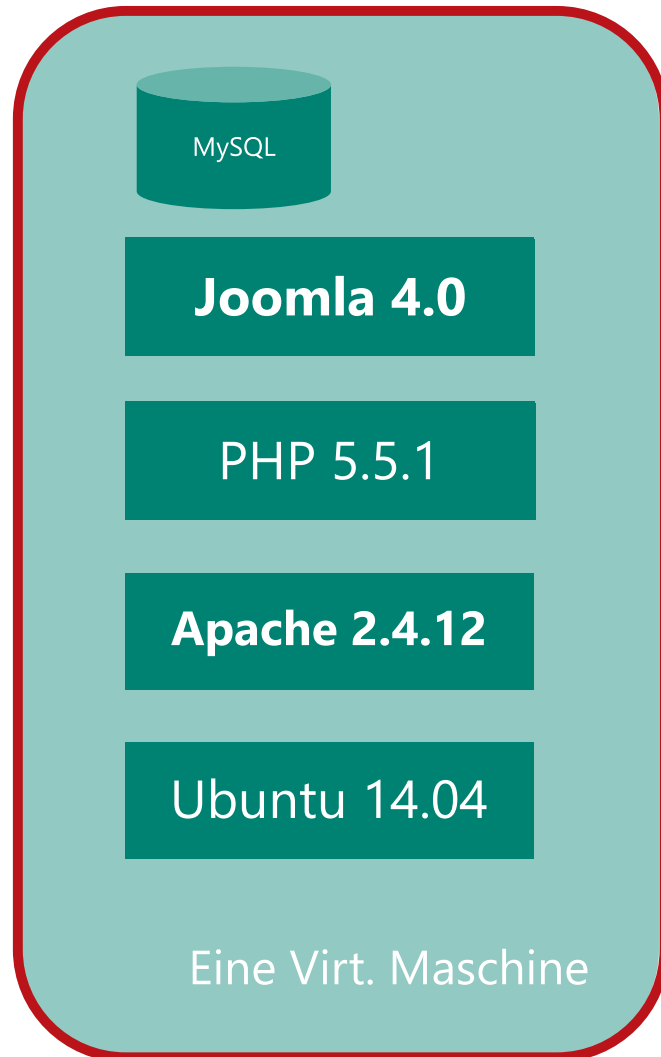 MySQL
Joomla 4.0
PHP 5.5.1
Apache 2.4.12
Ubuntu 14.04
Eine Virt. Maschine